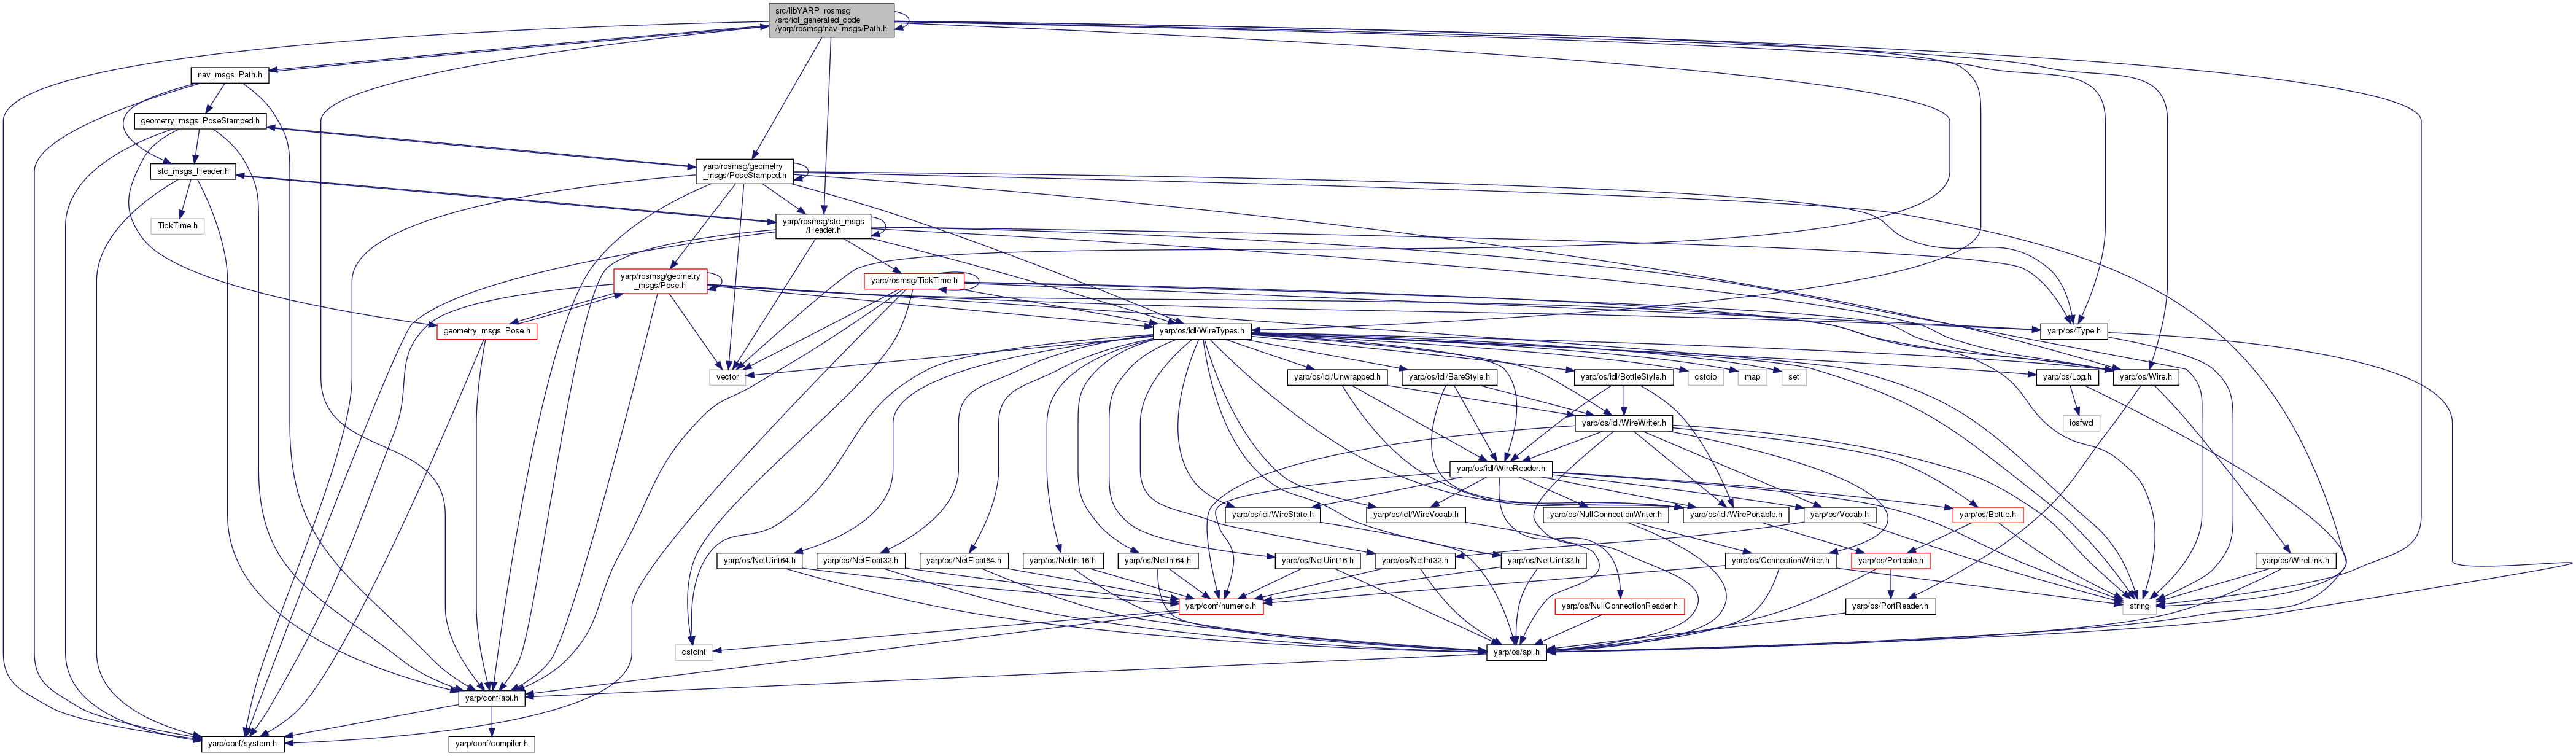 src/libYARP_rosmsg
/src/idl_generated_code
/yarp/rosmsg/nav_msgs/Path.h
nav_msgs_Path.h
geometry_msgs_PoseStamped.h
std_msgs_Header.h
yarp/rosmsg/geometry
_msgs/PoseStamped.h
TickTime.h
yarp/rosmsg/std_msgs
/Header.h
yarp/rosmsg/geometry
_msgs/Pose.h
yarp/rosmsg/TickTime.h
geometry_msgs_Pose.h
yarp/os/idl/WireTypes.h
yarp/os/Type.h
vector
yarp/os/idl/Unwrapped.h
yarp/os/idl/BareStyle.h
yarp/os/idl/BottleStyle.h
cstdio
map
set
yarp/os/Log.h
yarp/os/Wire.h
yarp/os/idl/WireWriter.h
iosfwd
yarp/os/idl/WireReader.h
yarp/os/idl/WireState.h
yarp/os/idl/WireVocab.h
yarp/os/NullConnectionWriter.h
yarp/os/idl/WirePortable.h
yarp/os/Vocab.h
yarp/os/Bottle.h
yarp/os/NetUint64.h
yarp/os/NetFloat32.h
yarp/os/NetFloat64.h
yarp/os/NetInt16.h
yarp/os/NetInt64.h
yarp/os/NetUint16.h
yarp/os/NetInt32.h
yarp/os/NetUint32.h
yarp/os/ConnectionWriter.h
yarp/os/Portable.h
yarp/os/WireLink.h
yarp/conf/numeric.h
yarp/os/NullConnectionReader.h
yarp/os/PortReader.h
string
cstdint
yarp/os/api.h
yarp/conf/api.h
yarp/conf/system.h
yarp/conf/compiler.h